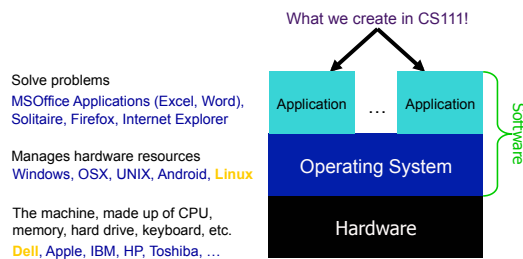 What we create in CS111!
Solve problems
MSOffice Applications (Excel, Word),
Solitaire, Firefox, Internet Explorer
Application
...
Application
Software
Manages hardware resources
Windows, OSX, UNIX, Android, Linux
Operating System
The machine, made up of CPU,
memory, hard drive, keyboard, etc.
Dell, Apple, IBM, HP, Toshiba, ...
Hardware